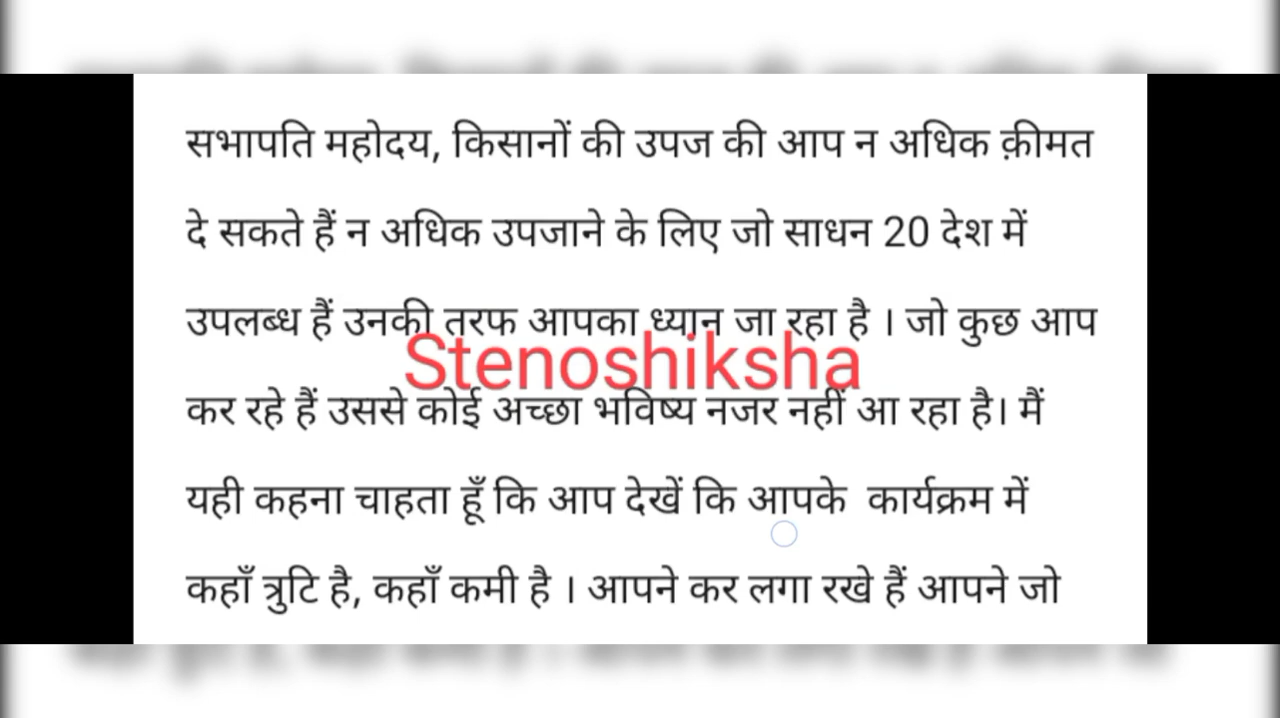 सभापति महोदय, किसानों की उपज की आप न अधिक क़ीमत
दे सकते हैं न अधिक उपजाने के लिए जो साधन 20 देश में
उपलब्ध हैं उनकी तरफ आपका ध्यान जा रहा है । जो कुछ आप
Stenoshiksha
कर रहे हैं उससे कोई अच्छा भविष्य नजर नहीं आ रहा है। मैं
यही कहना चाहता हूँ कि आप देखें कि आपके कार्यक्रम में
कहाँ त्रुटि है, कहाँ कमी है । आपने कर लगा रखे हैं आपने जो